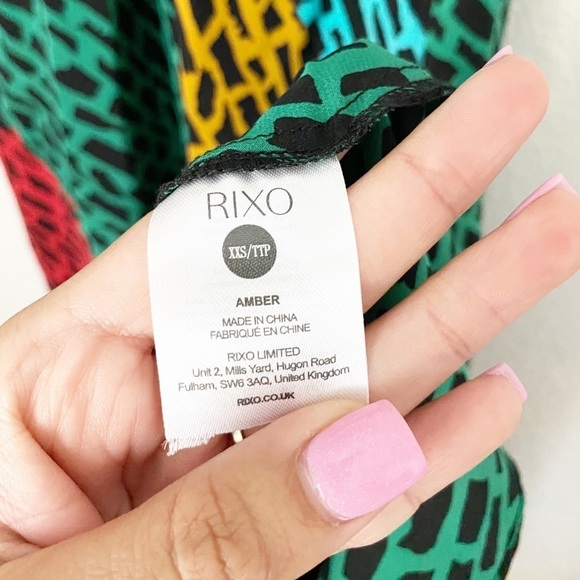 RIXO
XXS/TTP
AMBER
MADE IN CHINA
FABRIQUÉ EN CHINE
RIXO LIMITED
Unit 2, Mills Yard, Hugon Road
Fulham, SW6 3AQ, United Kingdom
RIXO.CO.UK